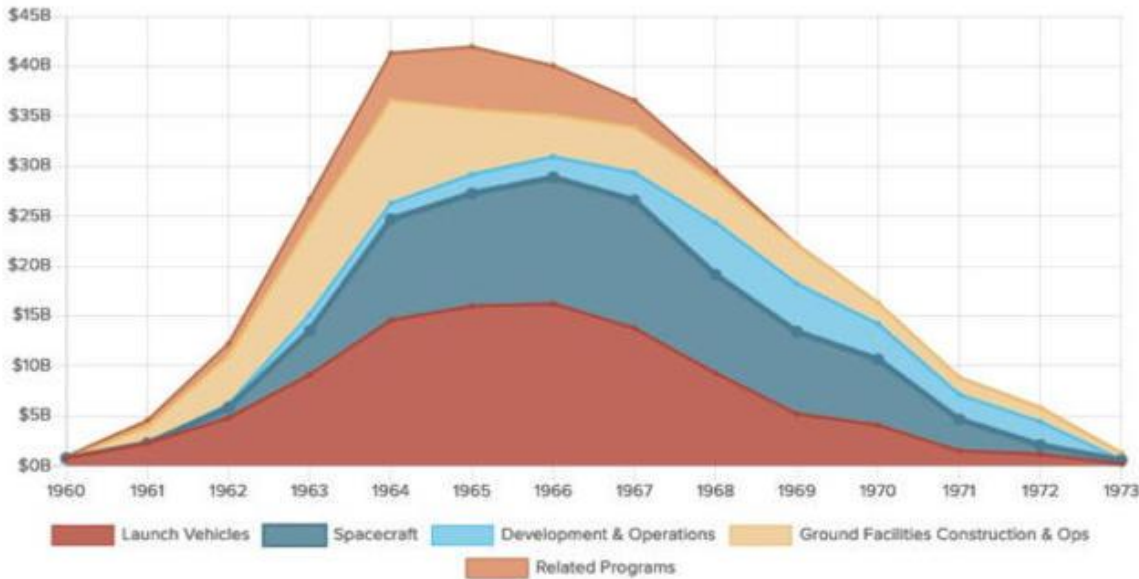 $45B
$40B
$35B
$30B
$25B
$20B
$15B
$10B
$5B
$0B
1960 1961 1962 1963 1964 1965 1966 1967 1968 1969 1970 1971 1972 1973
Launch Vehicles Spacecraft Development & Operations Ground Facilities Construction & Ops
Related Programs